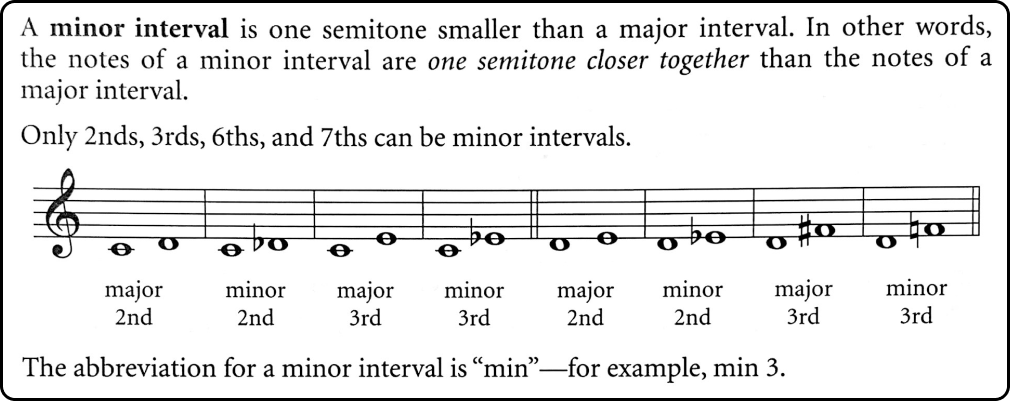 A minor interval is one semitone smaller than a major interval. In other words,
the notes of a minor interval are one semitone closer together than the notes of a
major interval.
Only 2nds, 3rds, 6ths, and 7ths can be minor intervals.
major minor major minor major minor major minor
2nd 2nd 3rd 3rd 2nd 2nd 3rd 3rd
The abbreviation for a minor interval is “min”—for example, min 3.